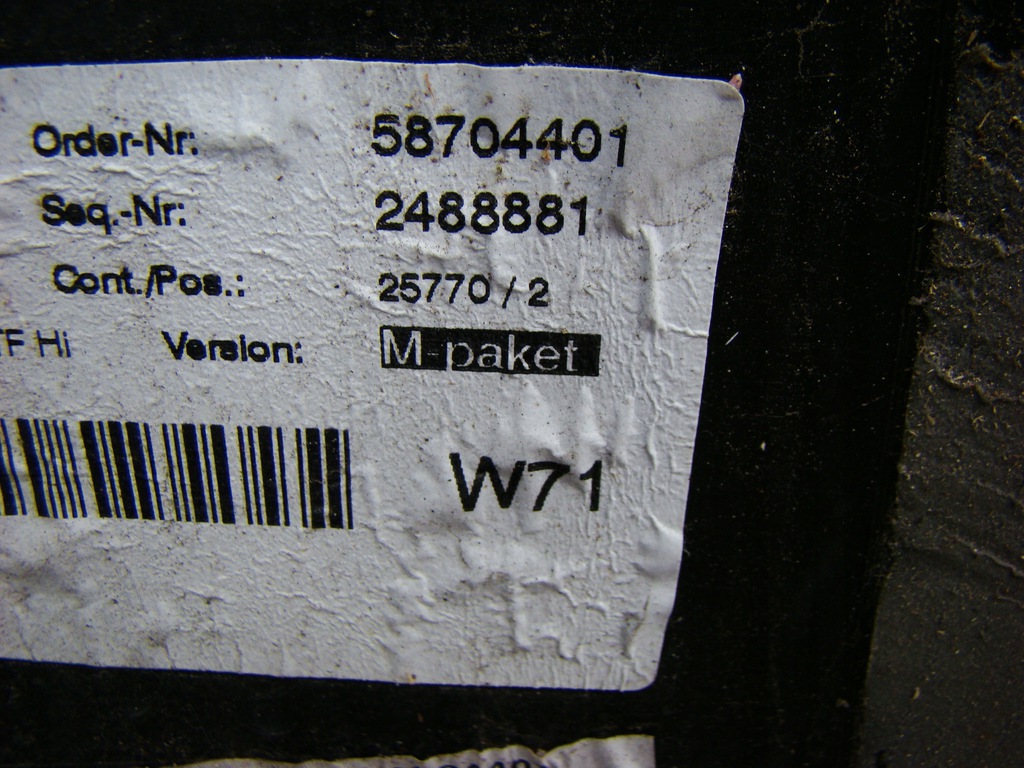 Order-Nr: 58704401
Seq.-Nr: 2488881
Cont./Pos.: 25770 / 2
Hi Version: M-paket
W71